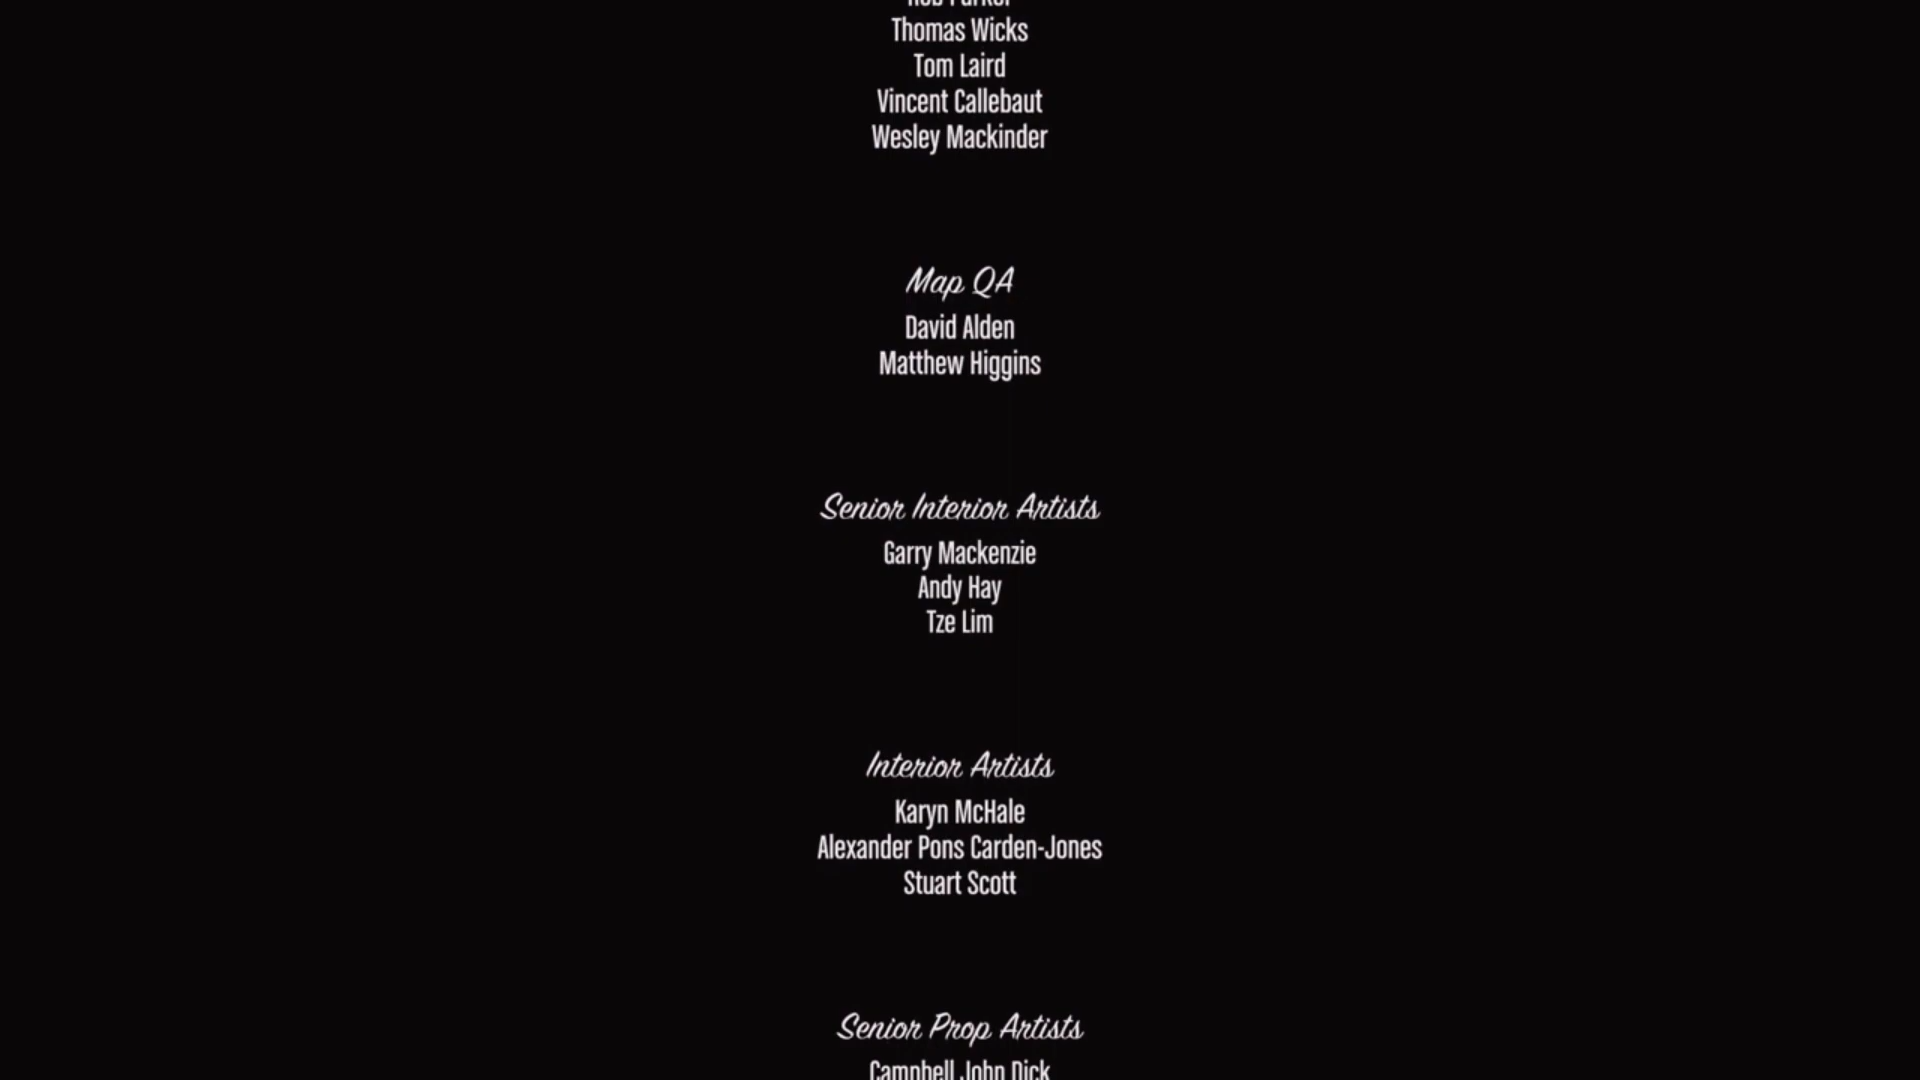 Rob Parker
Thomas Wicks
Tom Laird
Vincent Callebaut
Wesley Mackinder
Map QA
David Alden
Matthew Higgins
Senior Interior Artists
Garry Mackenzie
Andy Hay
Tze Lim
Interior Artists
Karyn McHale
Alexander Pons Carden-Jones
Stuart Scott
Senior Prop Artists
Campbell John Dick